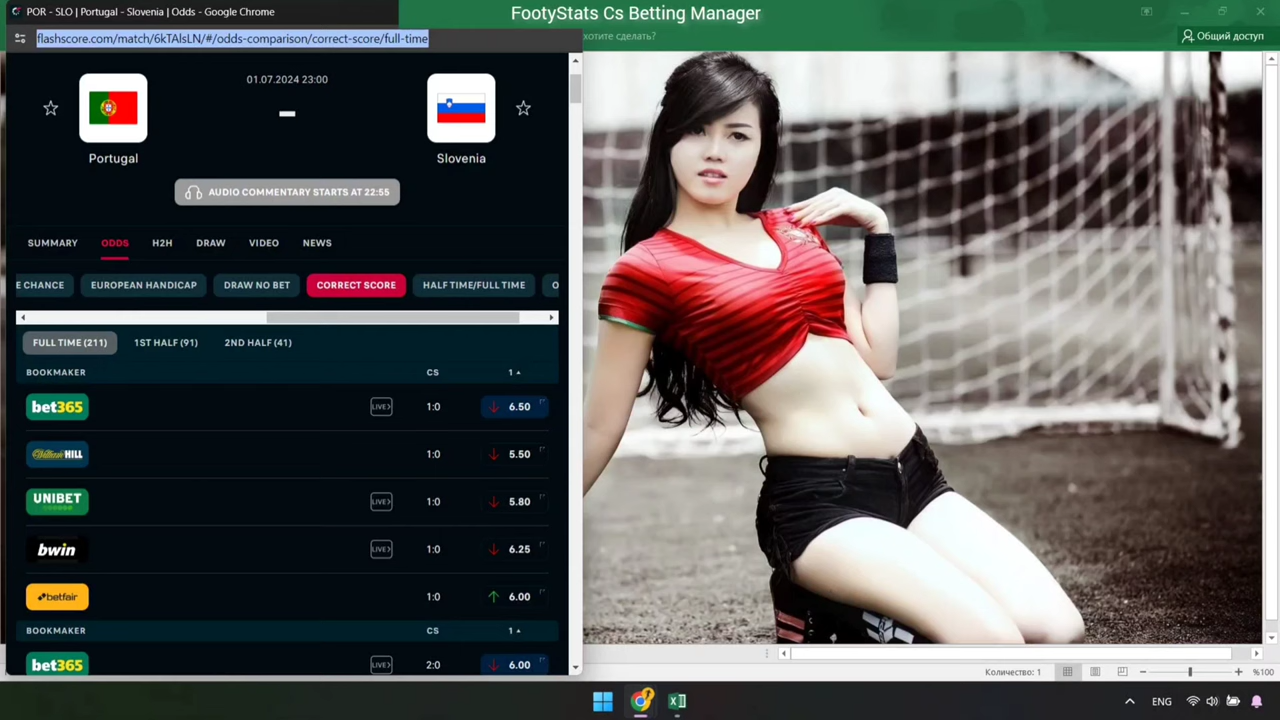 POR - SLO | Portugal - Slovenia | Odds - Google Chrome
FootyStats Cs Betting Manager
flashscore.com/match/6kTAlsLN/#/odds-comparison/correct-score/full-time
хотите сделать?
Общий доступ
01.07.2024 23:00
-
Portugal
Slovenia
AUDIO COMMENTARY STARTS AT 22:55
SUMMARY ODDS H2H DRAW VIDEO NEWS
E CHANCE EUROPEAN HANDICAP DRAW NO BET CORRECT SCORE HALF TIME/FULL TIME O
FULL TIME (211) 1ST HALF (91) 2ND HALF (41)
BOOKMAKER CS 1
bet365 LIVE 1:0 6.50
William HILL 1:0 5.50
UNIBET LIVE 1:0 5.80
bwin LIVE 1:0 6.25
betfair 1:0 6.00
BOOKMAKER CS 1
bet365 LIVE 2:0 6.00
Количество: 1
%100
ENG